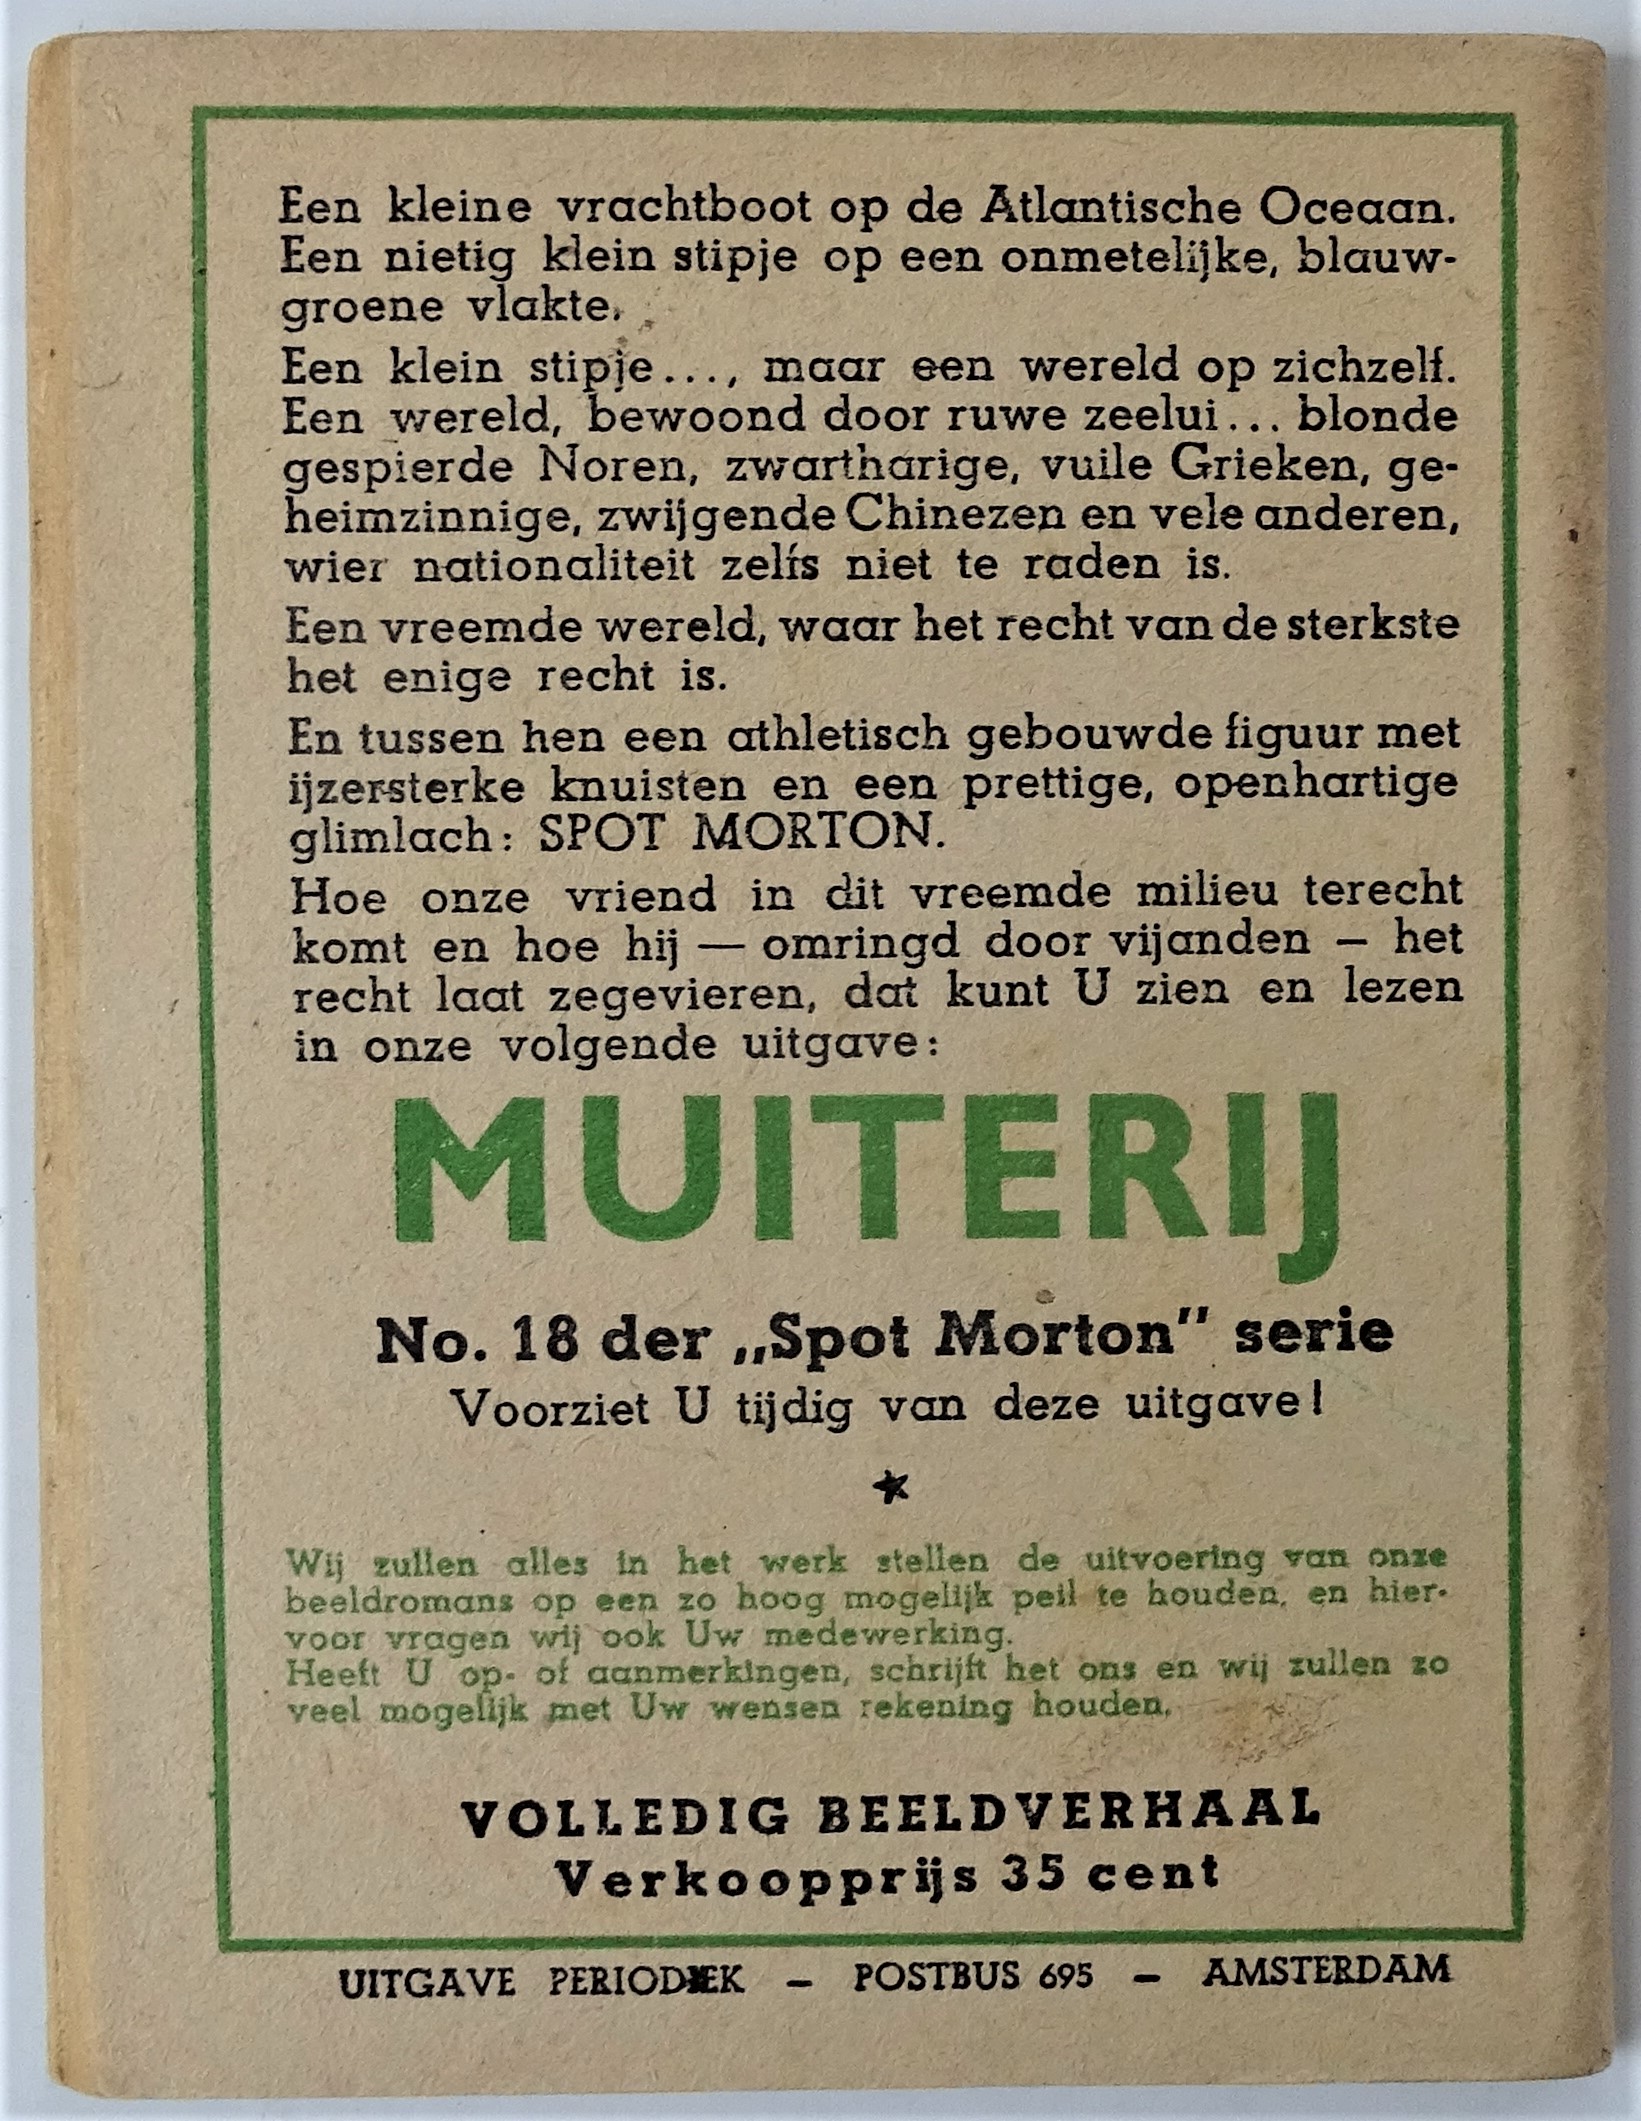 Een kleine vrachtboot op de Atlantische Oceaan.
Een nietig klein stipje op een onmetelijke, blauw-
groene vlakte.
Een klein stipje..., maar een wereld op zichzelf.
Een wereld, bewoond door ruwe zeelui... blonde
gespierde Noren, zwartharige, vuile Grieken, ge-
heimzinnige, zwijgende Chinezen en vele anderen,
wier nationaliteit zelfs niet te raden is.
Een vreemde wereld, waar het recht van de sterkste
het enige recht is.
En tussen hen een athletisch gebouwde figuur met
ijzersterke knuisten en een prettige, openhartige
glimlach: SPOT MORTON.
Hoe onze vriend in dit vreemde milieu terecht
komt en hoe hij — omringd door vijanden — het
recht laat zegevieren, dat kunt U zien en lezen
in onze volgende uitgave:
MUITERIJ
No. 18 der „Spot Morton" serie
Voorziet U tijdig van deze uitgave!
Wij zullen alles in het werk stellen de uitvoering van onze
beeldromans op een zo hoog mogelijk peil te houden, en hier-
voor vragen wij ook Uw medewerking.
Heeft U op- of aanmerkingen, schrijft het ons en wij zullen zo
veel mogelijk met Uw wensen rekening houden.
VOLLEDIG BEELDVERHAAL
Verkoopprijs 35 cent
UITGAVE PERIODIEK – POSTBUS 695 – AMSTERDAM